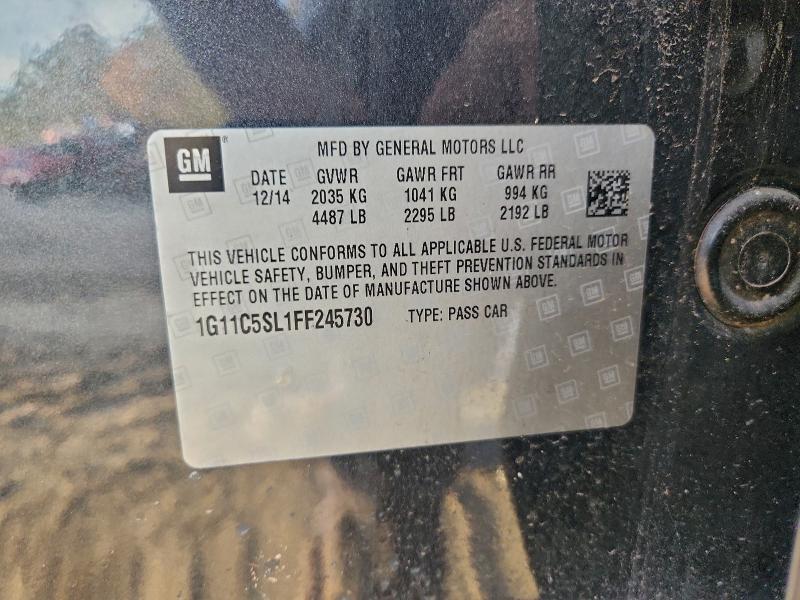 GM
MFD BY GENERAL MOTORS LLC
DATE GVWR GAWR FRT GAWR RR
12/14 2035 KG 1041 KG 994 KG
4487 LB 2295 LB 2192 LB
THIS VEHICLE CONFORMS TO ALL APPLICABLE U.S. FEDERAL MOTOR
VEHICLE SAFETY, BUMPER, AND THEFT PREVENTION STANDARDS IN
EFFECT ON THE DATE OF MANUFACTURE SHOWN ABOVE.
1G11C5SL1FF245730 TYPE: PASS CAR